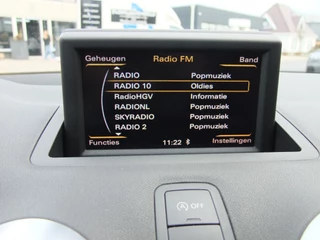 Geheugen Radio FM Band
RADIO Popmuziek
RADIO 10 Oldies
RadioHGV Informatie
RADIONL Popmuziek
SKYRADIO Popmuziek
RADIO 2 Popmuziek
Functies 11:22 Instellingen
OFF